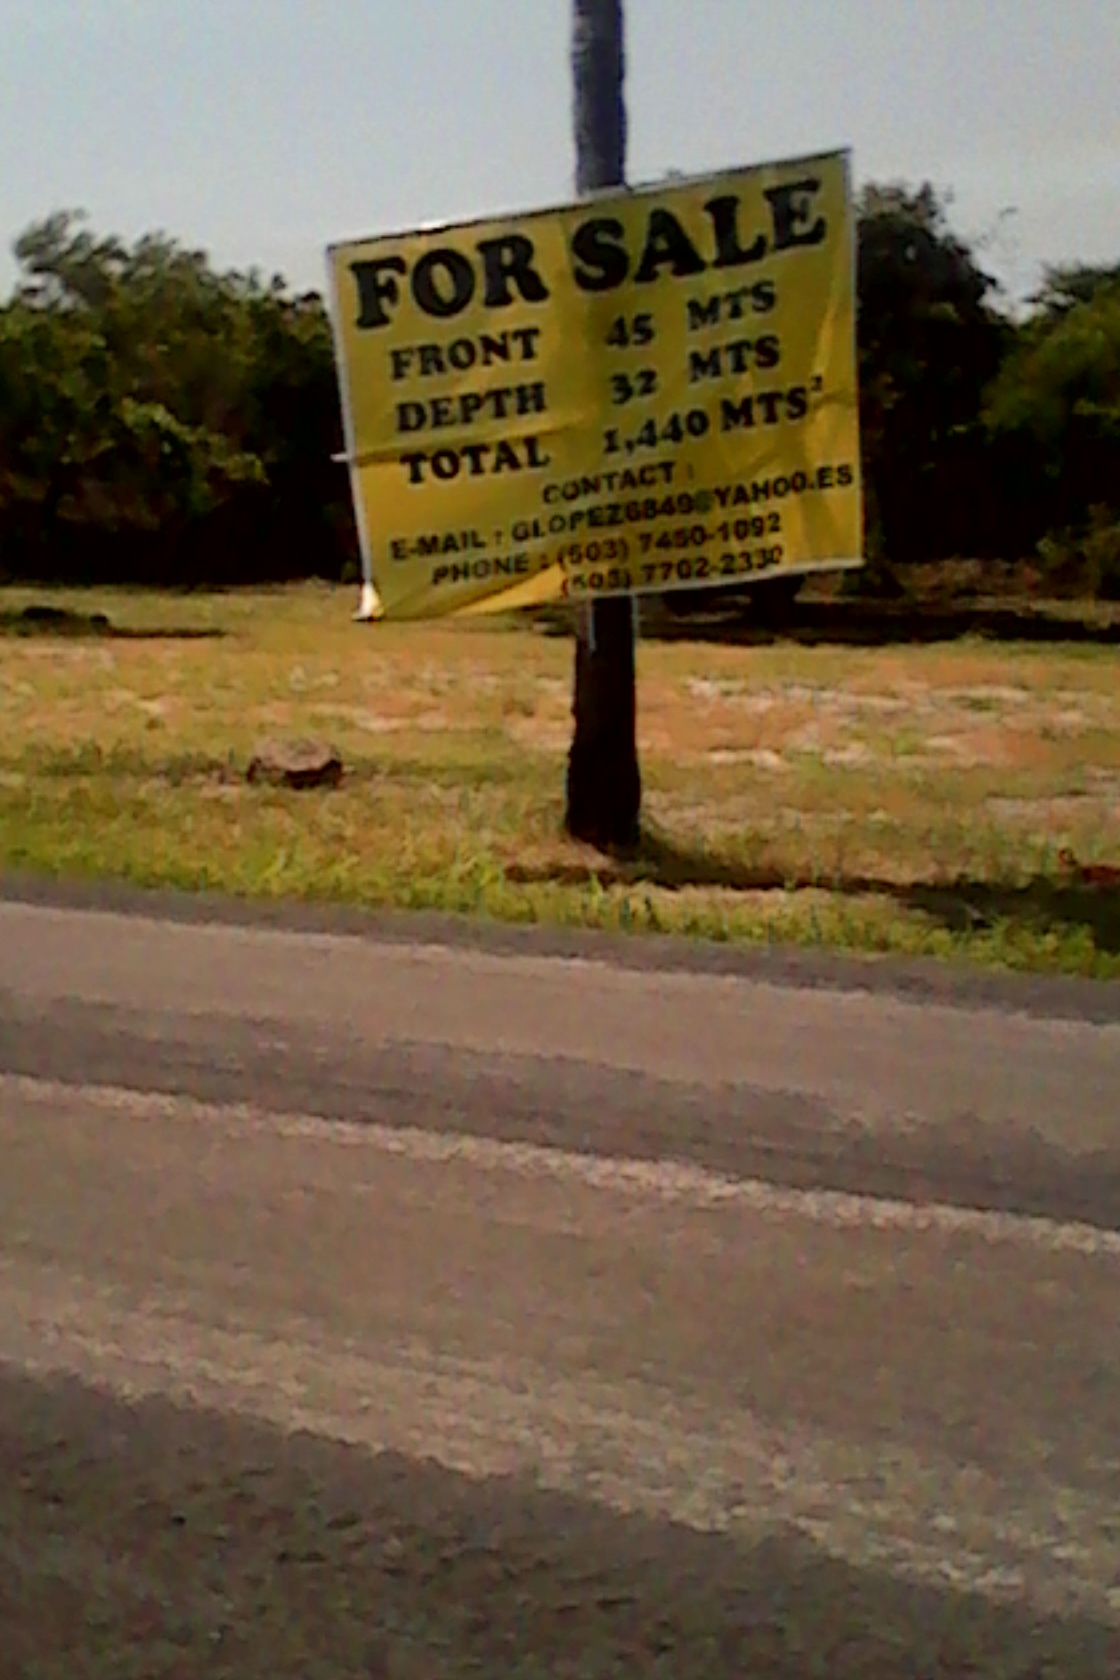 FOR SALE
FRONT 45 MTS
DEPTH 32 MTS
TOTAL 1,440 MTS²
CONTACT :
E-MAIL : GLOPEZ6849@YAHOO.ES
PHONE : (503) 7450-1092
(503) 7702-2330